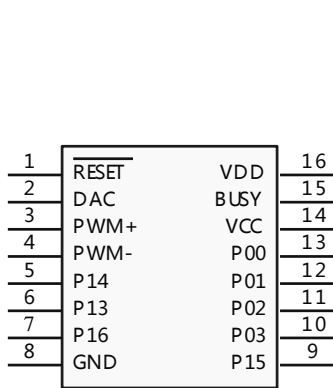 1 RESET VDD 16
2 DAC BUSY 15
3 PWM+ VCC 14
4 PWM- P00 13
5 P14 P01 12
6 P13 P02 11
7 P16 P03 10
8 GND P15 9